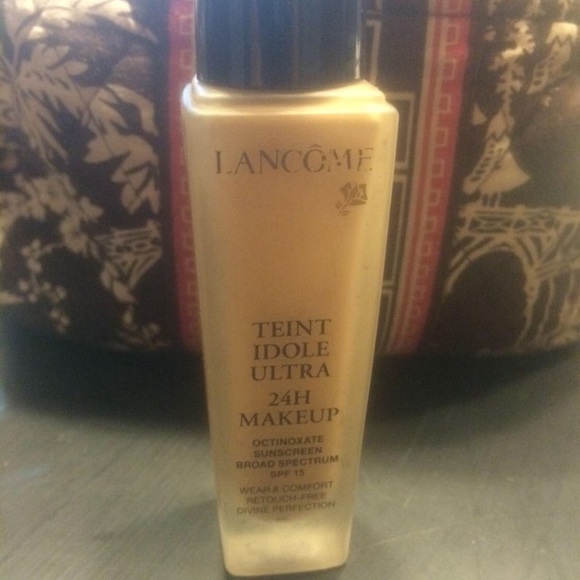 LANCÔME
TEINT
IDOLE
ULTRA
24H
MAKEUP
OCTINOXATE
SUNSCREEN
BROAD SPECTRUM
SPF 15
WEAR & COMFORT
RETOUCH-FREE
DIVINE PERFECTION